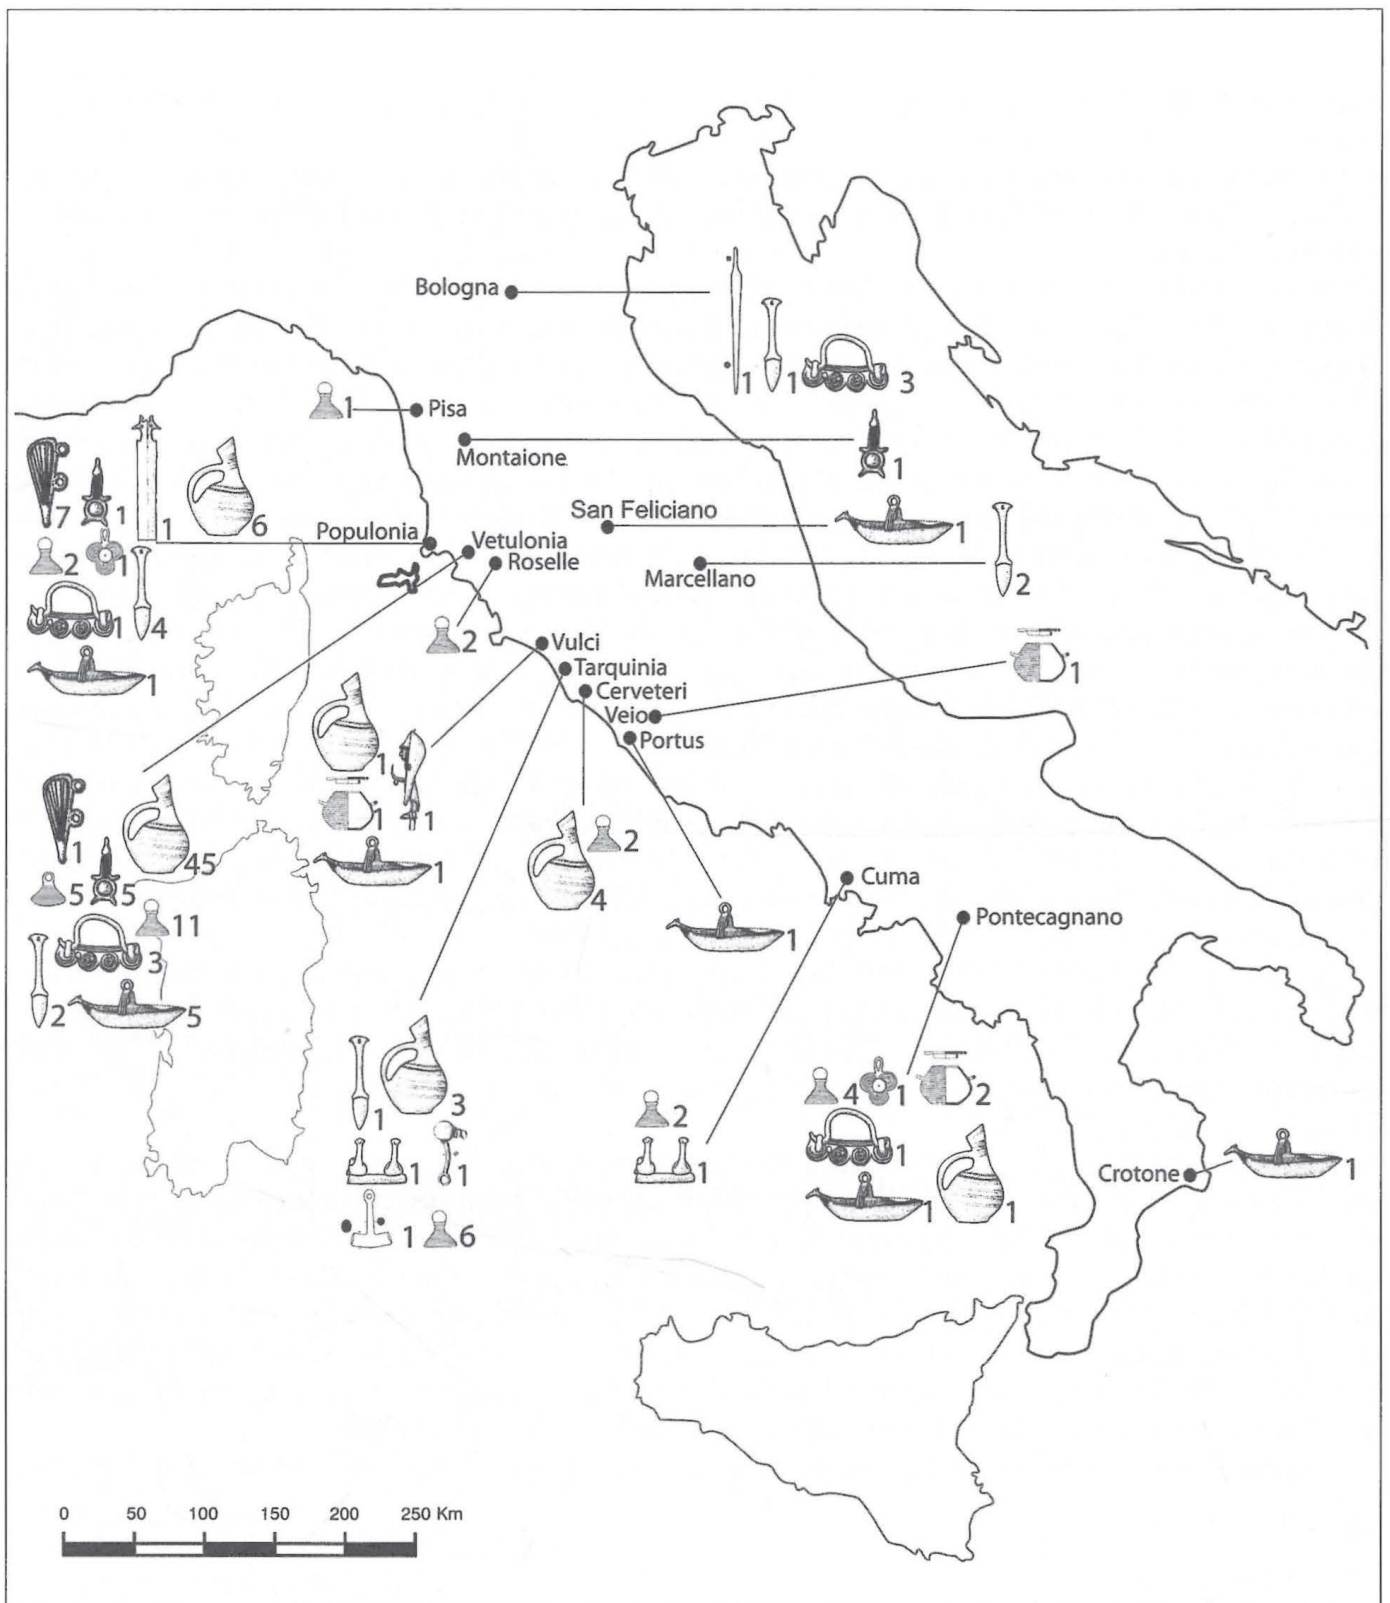 Bologna
1
1
3
1
Pisa
Montaione
1
7
1
1
6
San Feliciano
1
Populonia
Vetulonia
Roselle
2
1
4
1
1
Marcellano
2
2
Vulci
Tarquinia
Cerveteri
Veio
Portus
1
1
1
1
1
1
45
5
5
11
3
2
5
2
4
1
Cuma
Pontecagnano
1
3
1
1
1
6
2
1
4
1
2
1
1
1
Crotone
1
0 50 100 150 200 250 Km